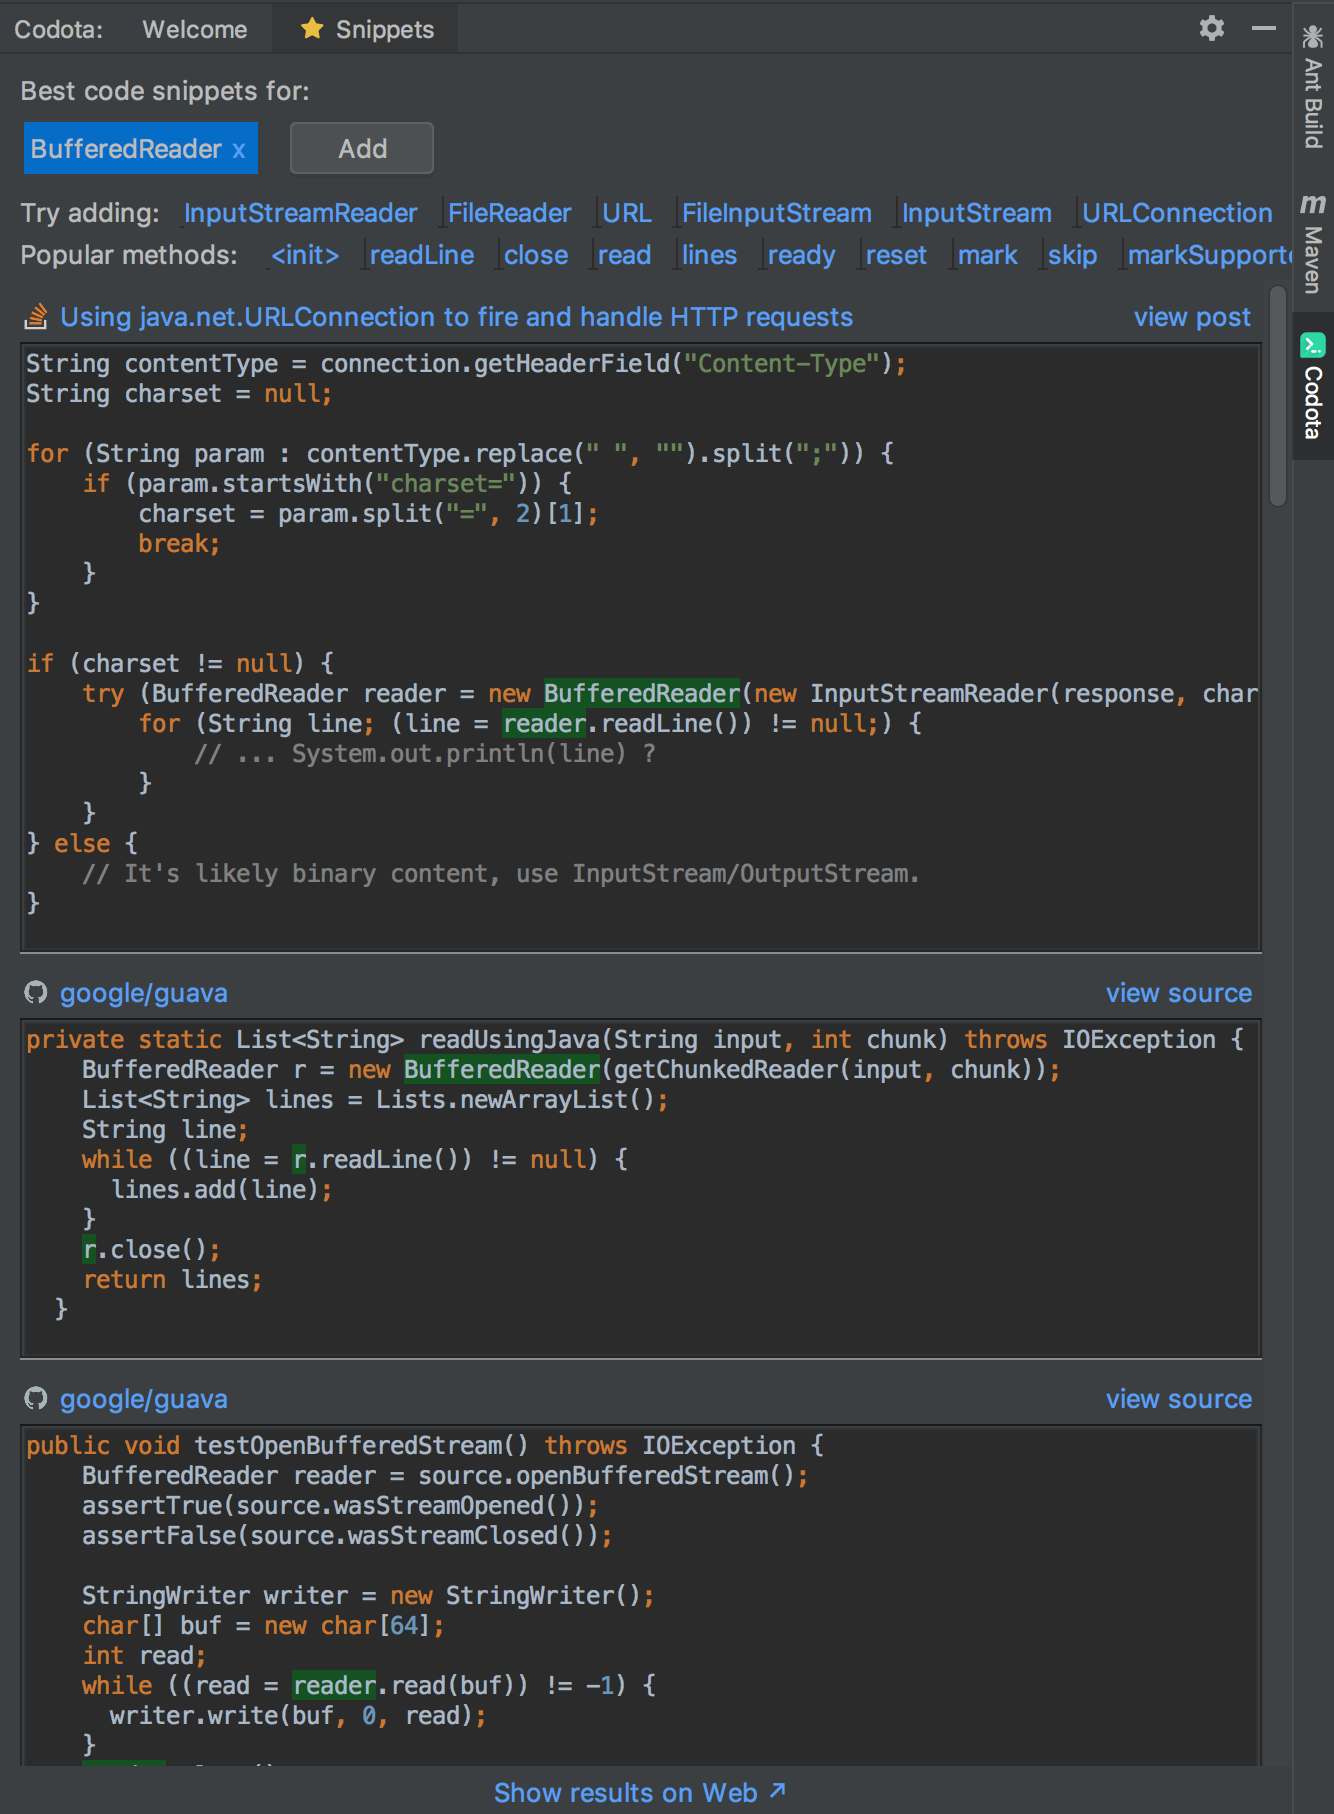 Codota: Welcome Snippets
Best code snippets for:
BufferedReader x Add
Try adding: InputStreamReader FileReader URL FileInputStream InputStream URLConnection
Popular methods: <init> readLine close read lines ready reset mark skip markSupporte
Using java.net.URLConnection to fire and handle HTTP requests view post
String contentType = connection.getHeaderField("Content-Type");
String charset = null;
for (String param : contentType.replace(" ", "").split(";")) {
    if (param.startsWith("charset=")) {
        charset = param.split("=", 2)[1];
        break;
    }
}
if (charset != null) {
    try (BufferedReader reader = new BufferedReader(new InputStreamReader(response, char
        for (String line; (line = reader.readLine()) != null;) {
            // ... System.out.println(line) ?
        }
    }
} else {
    // It's likely binary content, use InputStream/OutputStream.
}
google/guava view source
private static List<String> readUsingJava(String input, int chunk) throws IOException {
    BufferedReader r = new BufferedReader(getChunkedReader(input, chunk));
    List<String> lines = Lists.newArrayList();
    String line;
    while ((line = r.readLine()) != null) {
      lines.add(line);
    }
    r.close();
    return lines;
  }
google/guava view source
public void testOpenBufferedStream() throws IOException {
    BufferedReader reader = source.openBufferedStream();
    assertTrue(source.wasStreamOpened());
    assertFalse(source.wasStreamClosed());
    StringWriter writer = new StringWriter();
    char[] buf = new char[64];
    int read;
    while ((read = reader.read(buf)) != -1) {
      writer.write(buf, 0, read);
    }
Show results on Web ↗
Ant Build
m Maven
Codota